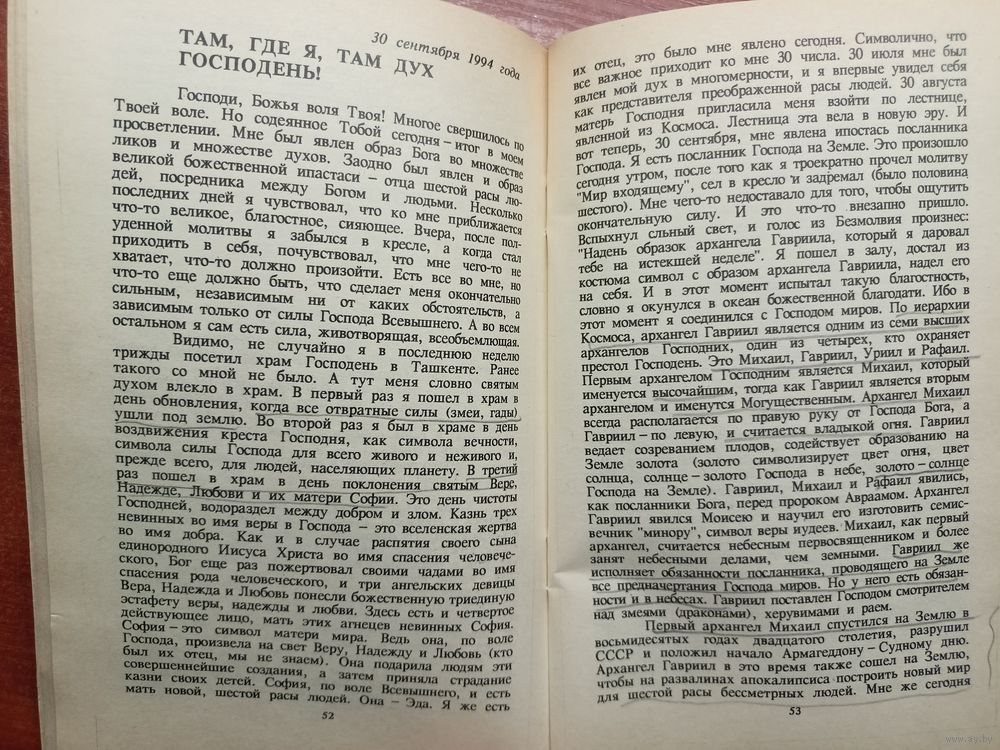 30 сентября 1994 года
ТАМ, ГДЕ Я, ТАМ ДУХ
ГОСПОДЕНЬ!
Господи, Божья воля Твоя! Многое свершилось по
Твоей воле. Но содеянное Тобой сегодня – итог в моем
просветлении. Мне был явлен образ Бога во множестве
ликов и множестве духов. Заодно был явлен и образ
великой божественной ипастаси – отца шестой расы лю-
дей, посредника между Богом и людьми. Несколько
последних дней я чувствовал, что ко мне приближается
что-то великое, благостное, сияющее. Вчера, после пол-
уденной молитвы я забылся в кресле, а когда стал
приходить в себя, почувствовал, что мне чего-то не
хватает, что-то должно произойти. Есть все во мне, но
что-то еще должно быть, что сделает меня окончательно
сильным, независимым ни от каких обстоятельств, а
зависимым только от силы Господа Всевышнего. А во всем
остальном я сам есть сила, животворящая, всеобъемлющая.
Видимо, не случайно я в последнюю неделю
трижды посетил храм Господень в Ташкенте. Ранее
такого со мной не было. А тут меня словно святым
духом влекло в храм. В первый раз я пошел в храм в
день обновления, когда все отвратные силы (змеи, гады)
ушли под землю. Во второй раз я был в храме в день
воздвижения креста Господня, как символа вечности,
символа силы Господа для всего живого и неживого и,
прежде всего, для людей, населяющих планету. В третий
раз пошел в храм в день поклонения святым Вере,
Надежде, Любови и их матери Софии. Это день чистоты
Господней, водораздел между добром и злом. Казнь трех
невинных во имя веры в Господа – это вселенская жертва
во имя добра. Как и в случае распятия своего сына
единородного Иисуса Христа во имя спасения человече-
ского, Бог еще раз пожертвовал своими чадами во имя
спасения рода человеческого, и три ангельских девицы
Вера, Надежда и Любовь понесли божественную триединую
эстафету веры, надежды и любви. Здесь есть и четвертое
действующее лицо, мать этих агнецев невинных София.
София – это символ матери мира. Ведь она, по воле
Господа, произвела на свет Веру, Надежду и Любовь (кто
был их отец, мы не знаем). Она подарила людям эти
совершеннейшие создания, а затем приняла страдание
казни своих детей. София, по воле Всевышнего, и есть
мать новой, шестой расы людей. Она – Эда. Я же есть
52
их отец, это было мне явлено сегодня. Символично, что
все важное приходит ко мне 30 числа. 30 июля мне был
явлен мой дух в многомерности, и я впервые увидел себя
как представителя преображенной расы людей. 30 августа
матерь Господня пригласила меня взойти по лестнице,
явленной из Космоса. Лестница эта вела в новую эру. И
вот теперь, 30 сентября, мне явлена ипостась посланника
Господа. Я есть посланник Господа на Земле. Это произошло
сегодня утром, после того как я троекратно прочел молитву
"Мир входящему", сел в кресло и задремал (было половина
шестого). Мне чего-то недоставало для того, чтобы ощутить
окончательную силу. И это что-то внезапно пришло.
Вспыхнул сльный свет, и голос из Безмолвия произнес:
"Надень образок архангела Гавриила, который я даровал
тебе на истекшей неделе". Я пошел в залу, достал из
костюма символ с образом архангела Гавриила, надел его
на себя. И в этот момент испытал такую благостность,
словно я окунулся в океан божественной благодати. Ибо в
этот момент я соединился с Господом миров. По иерархии
Космоса, архангел Гавриил является одним из семи высших
архангелов Господних, один из четырех, кто охраняет
престол Господень. Это Михаил, Гавриил, Уриил и Рафаил.
Первым архангелом Господним является Михаил, который
именуется высочайшим, тогда как Гавриил является вторым
архангелом и именутся Могущественным. Архангел Михаил
всегда располагается по правую руку от Господа Бога, а
Гавриил – по левую, и считается владыкой огня. Гавриил
ведает созреванием плодов, содействует образованию на
Земле золота (золото символизирует цвет огня, цвет
солнца, солнце – золото Господа в небе, золото – солнце
Господа на Земле). Гавриил, Михаил и Рафаил явились,
как посланники Бога, перед пророком Авраамом. Архангел
Гавриил явился Моисею и научил его изготовить семис-
вечник "минору", символ веры иудеев. Михаил, как первый
архангел, считается небесным первосвященником и более
занят небесными делами, чем земными. Гавриил же
исполняет обязанности посланника, проводящего на Земле
все предначертания Господа миров. Но у него есть обязан-
ности и в небесах. Гавриил поставлен Господом смотрителем
над змеями (драконами), херувимами и раем.
Первый архангел Михаил спустился на Землю в
восьмидесятых годах двадцатого столетия, разрушил
СССР и положил начало Армагеддону – Судному дню.
Архангел Гавриил в это время также сошел на Землю,
чтобы на развалинах апокалипсиса построить новый мир
для шестой расы бессметрных людей. Мне же сегодня
53
www.ay.by